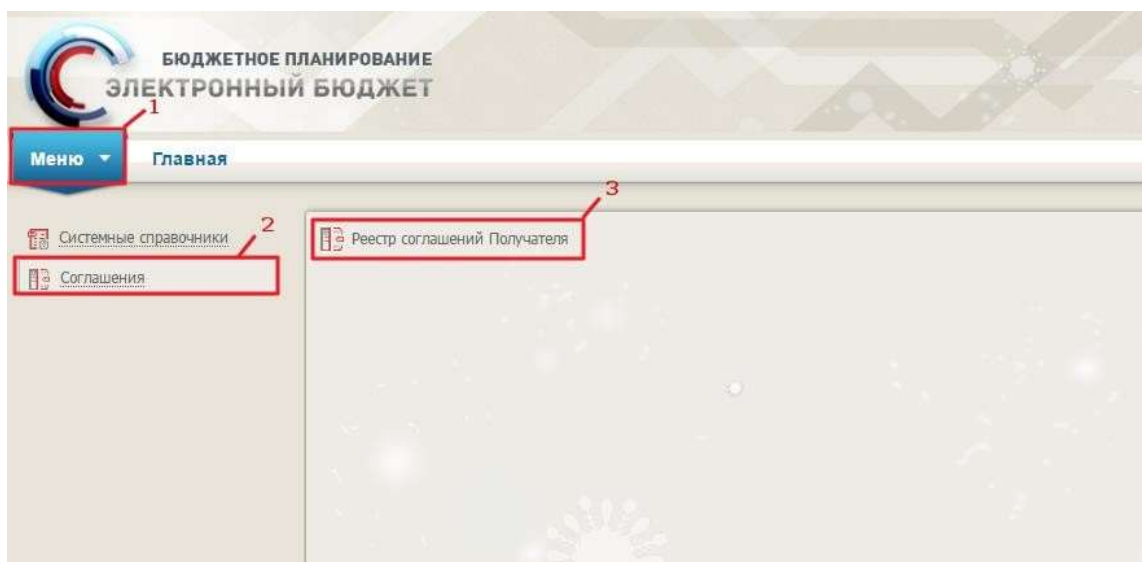 БЮДЖЕТНОЕ ПЛАНИРОВАНИЕ
ЭЛЕКТРОННЫЙ БЮДЖЕТ
1
Меню Главная
3
Системные справочники 2
Реестр соглашений Получателя
Соглашения